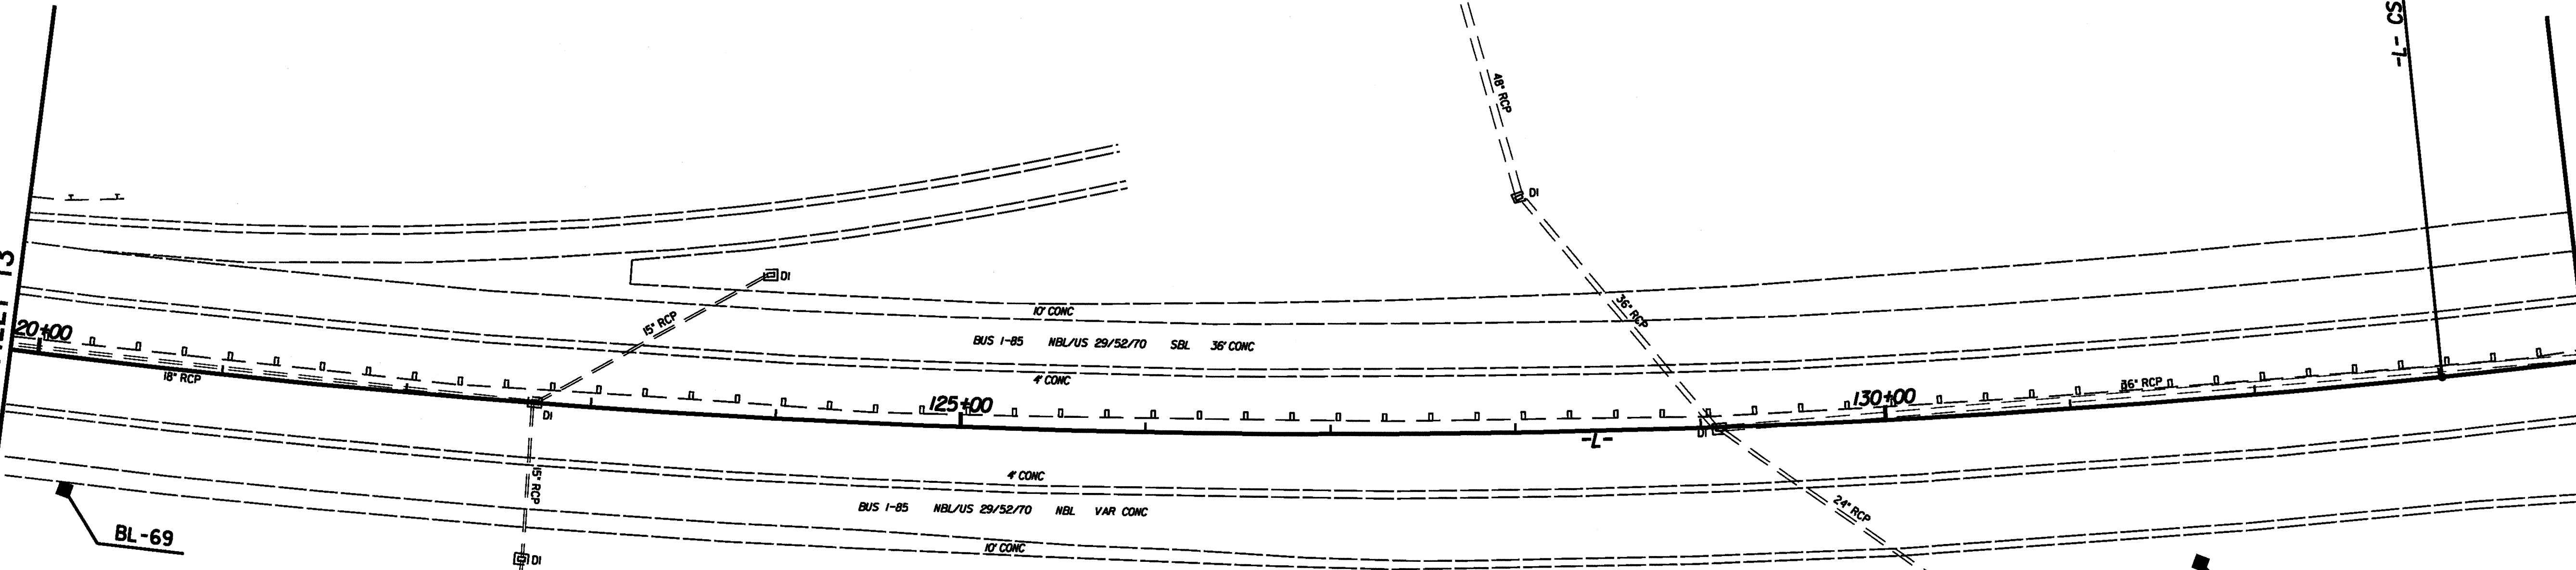 -L- CS
48" RCP
DI
13
DI
36" RCP
10' CONC
15" RCP
20+00
BUS I-85 NBL/US 29/52/70 SBL 36' CONC
18" RCP
4' CONC
36" RCP
125+00
130+00
DI
DI
-L-
4' CONC
15" RCP
BUS I-85 NBL/US 29/52/70 NBL VAR CONC
24" RCP
BL-69
10' CONC
DI